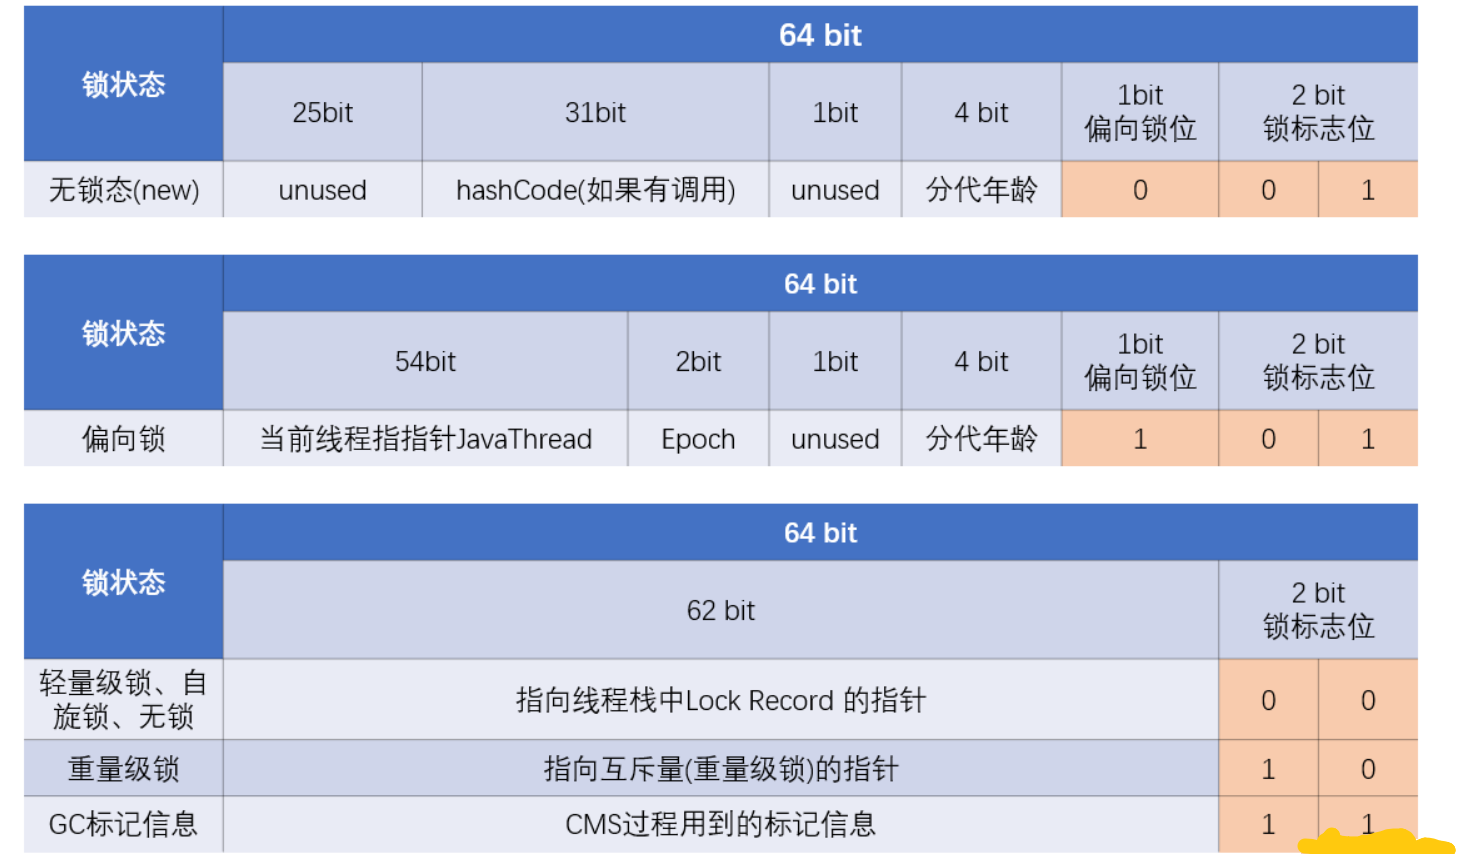 锁状态
64 bit
25bit
31bit
1bit
4 bit
1bit
偏向锁位
2 bit
锁标志位
无锁态(new)
unused
hashCode(如果有调用)
unused
分代年龄
0
0
1
锁状态
64 bit
54bit
2bit
1bit
4 bit
1bit
偏向锁位
2 bit
锁标志位
偏向锁
当前线程指指针JavaThread
Epoch
unused
分代年龄
1
0
1
锁状态
64 bit
62 bit
2 bit
锁标志位
轻量级锁、自
旋锁、无锁
指向线程栈中Lock Record 的指针
0
0
重量级锁
指向互斥量(重量级锁)的指针
1
0
GC标记信息
CMS过程用到的标记信息
1
1